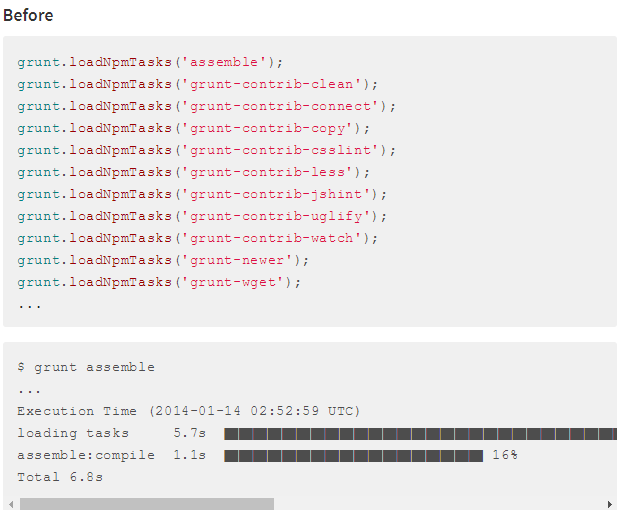 Before
grunt.loadNpmTasks('assemble');
grunt.loadNpmTasks('grunt-contrib-clean');
grunt.loadNpmTasks('grunt-contrib-connect');
grunt.loadNpmTasks('grunt-contrib-copy');
grunt.loadNpmTasks('grunt-contrib-csslint');
grunt.loadNpmTasks('grunt-contrib-less');
grunt.loadNpmTasks('grunt-contrib-jshint');
grunt.loadNpmTasks('grunt-contrib-uglify');
grunt.loadNpmTasks('grunt-contrib-watch');
grunt.loadNpmTasks('grunt-newer');
grunt.loadNpmTasks('grunt-wget');
...
$ grunt assemble
...
Execution Time (2014-01-14 02:52:59 UTC)
loading tasks 5.7s
assemble:compile 1.1s 16%
Total 6.8s